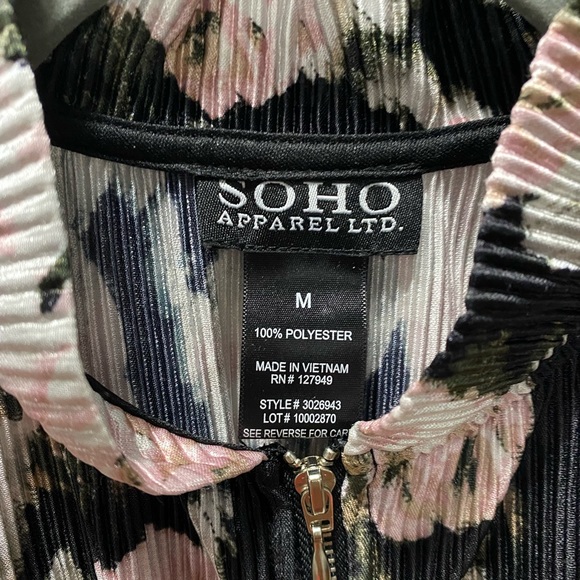 SOHO
APPAREL LTD.
M
100% POLYESTER
MADE IN VIETNAM
RN# 127949
STYLE# 3026943
LOT# 10002870
SEE REVERSE FOR CARE